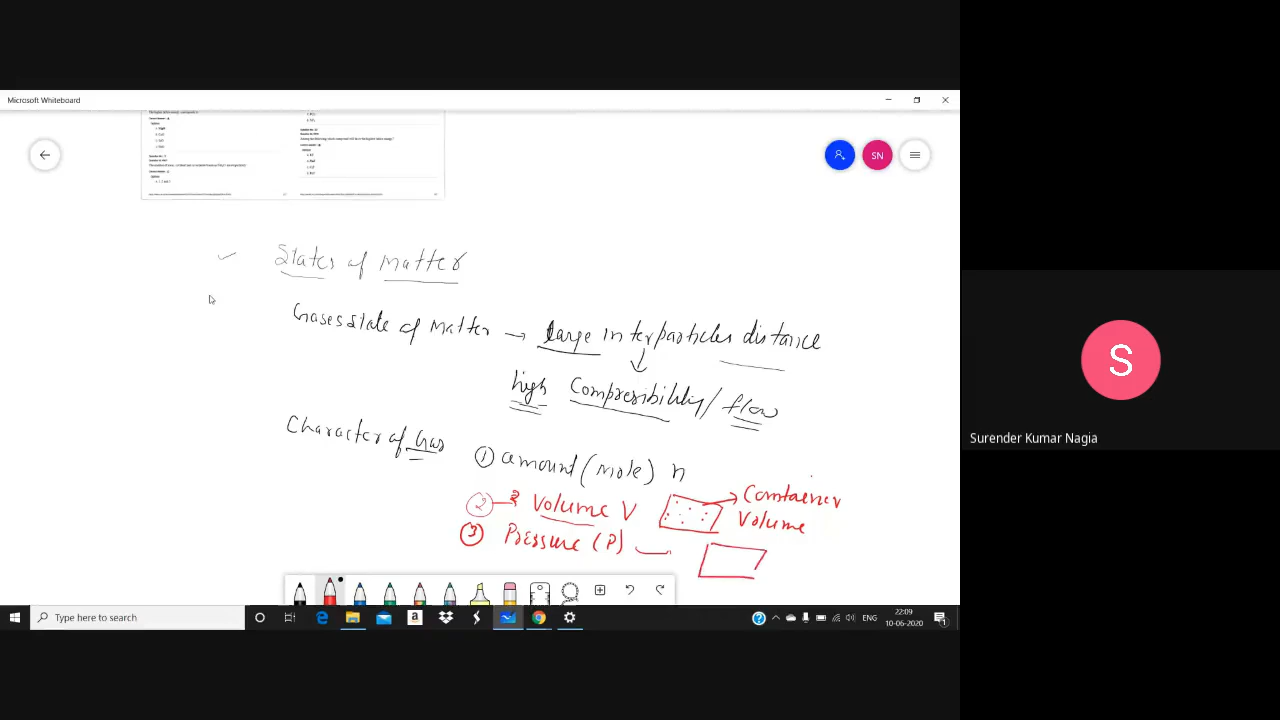 Microsoft Whiteboard
SN
States of Matter
Gases state of matter → large interparticles distance
high Compresibility/flow
Character of Gas
① amount (mole) n
② Volume V
Container
Volume
③ Pressure (P)
S
Surender Kumar Nagia
Type here to search
ENG
22:09
10-06-2020